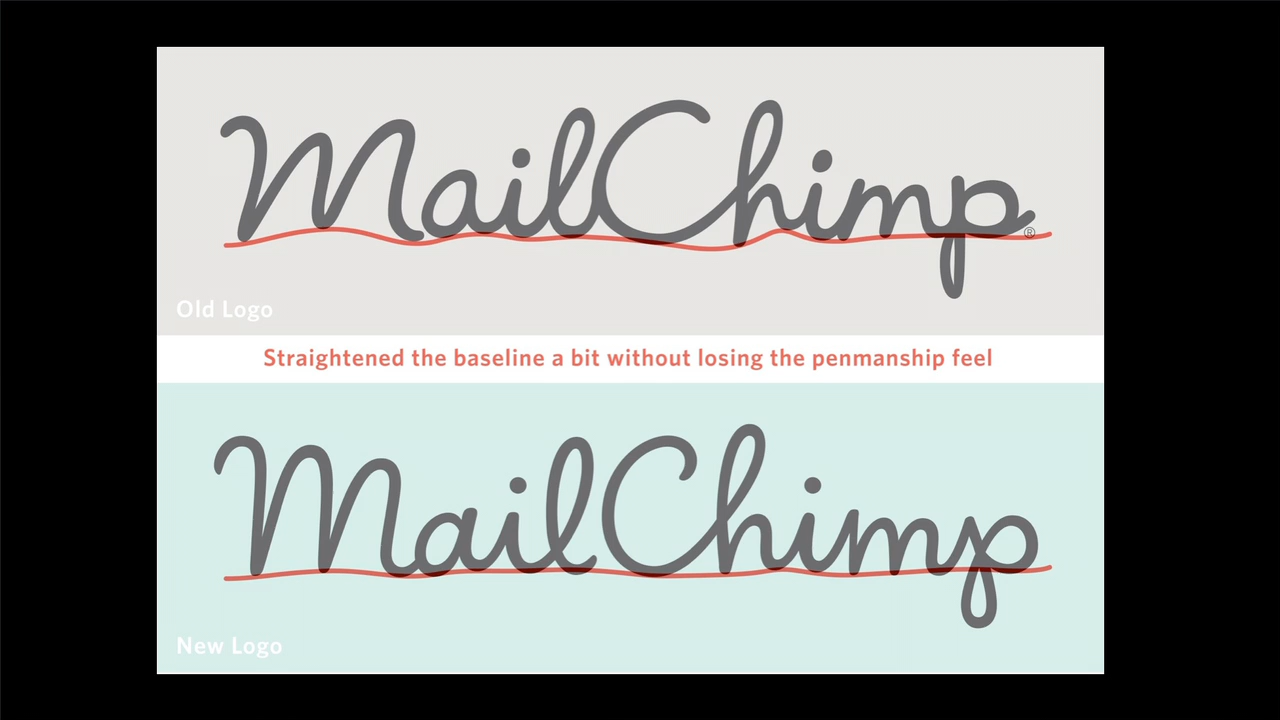 MailChimp®
Old Logo
Straightened the baseline a bit without losing the penmanship feel
MailChimp
New Logo